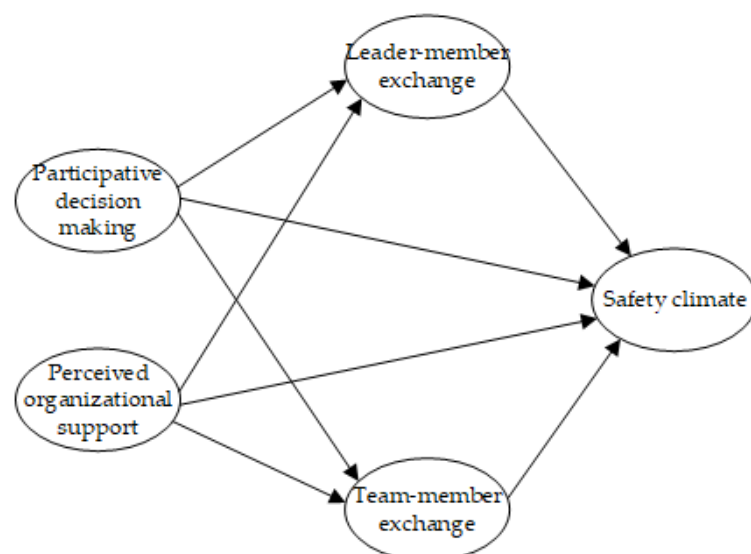 Leader-member
exchange
Participative
decision
making
Safety climate
Perceived
organizational
support
Team-member
exchange